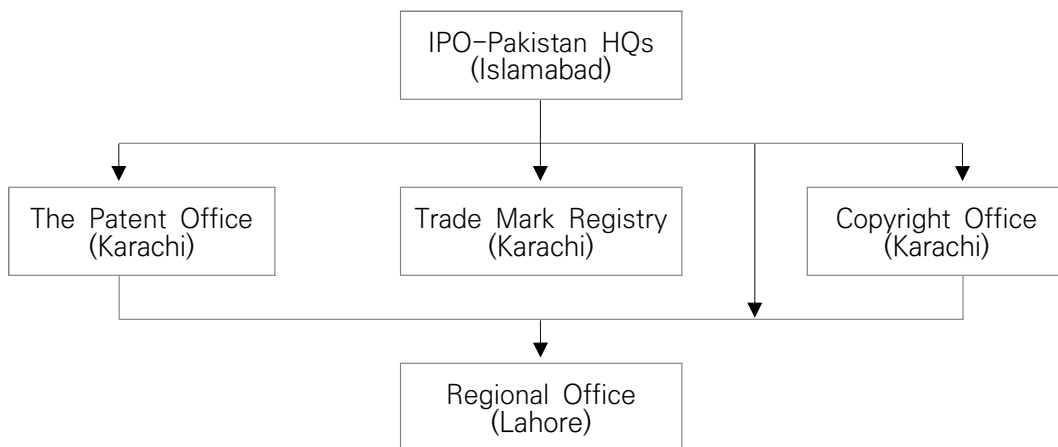 IPO-Pakistan HQs
(Islamabad)
The Patent Office
(Karachi)
Trade Mark Registry
(Karachi)
Copyright Office
(Karachi)
Regional Office
(Lahore)